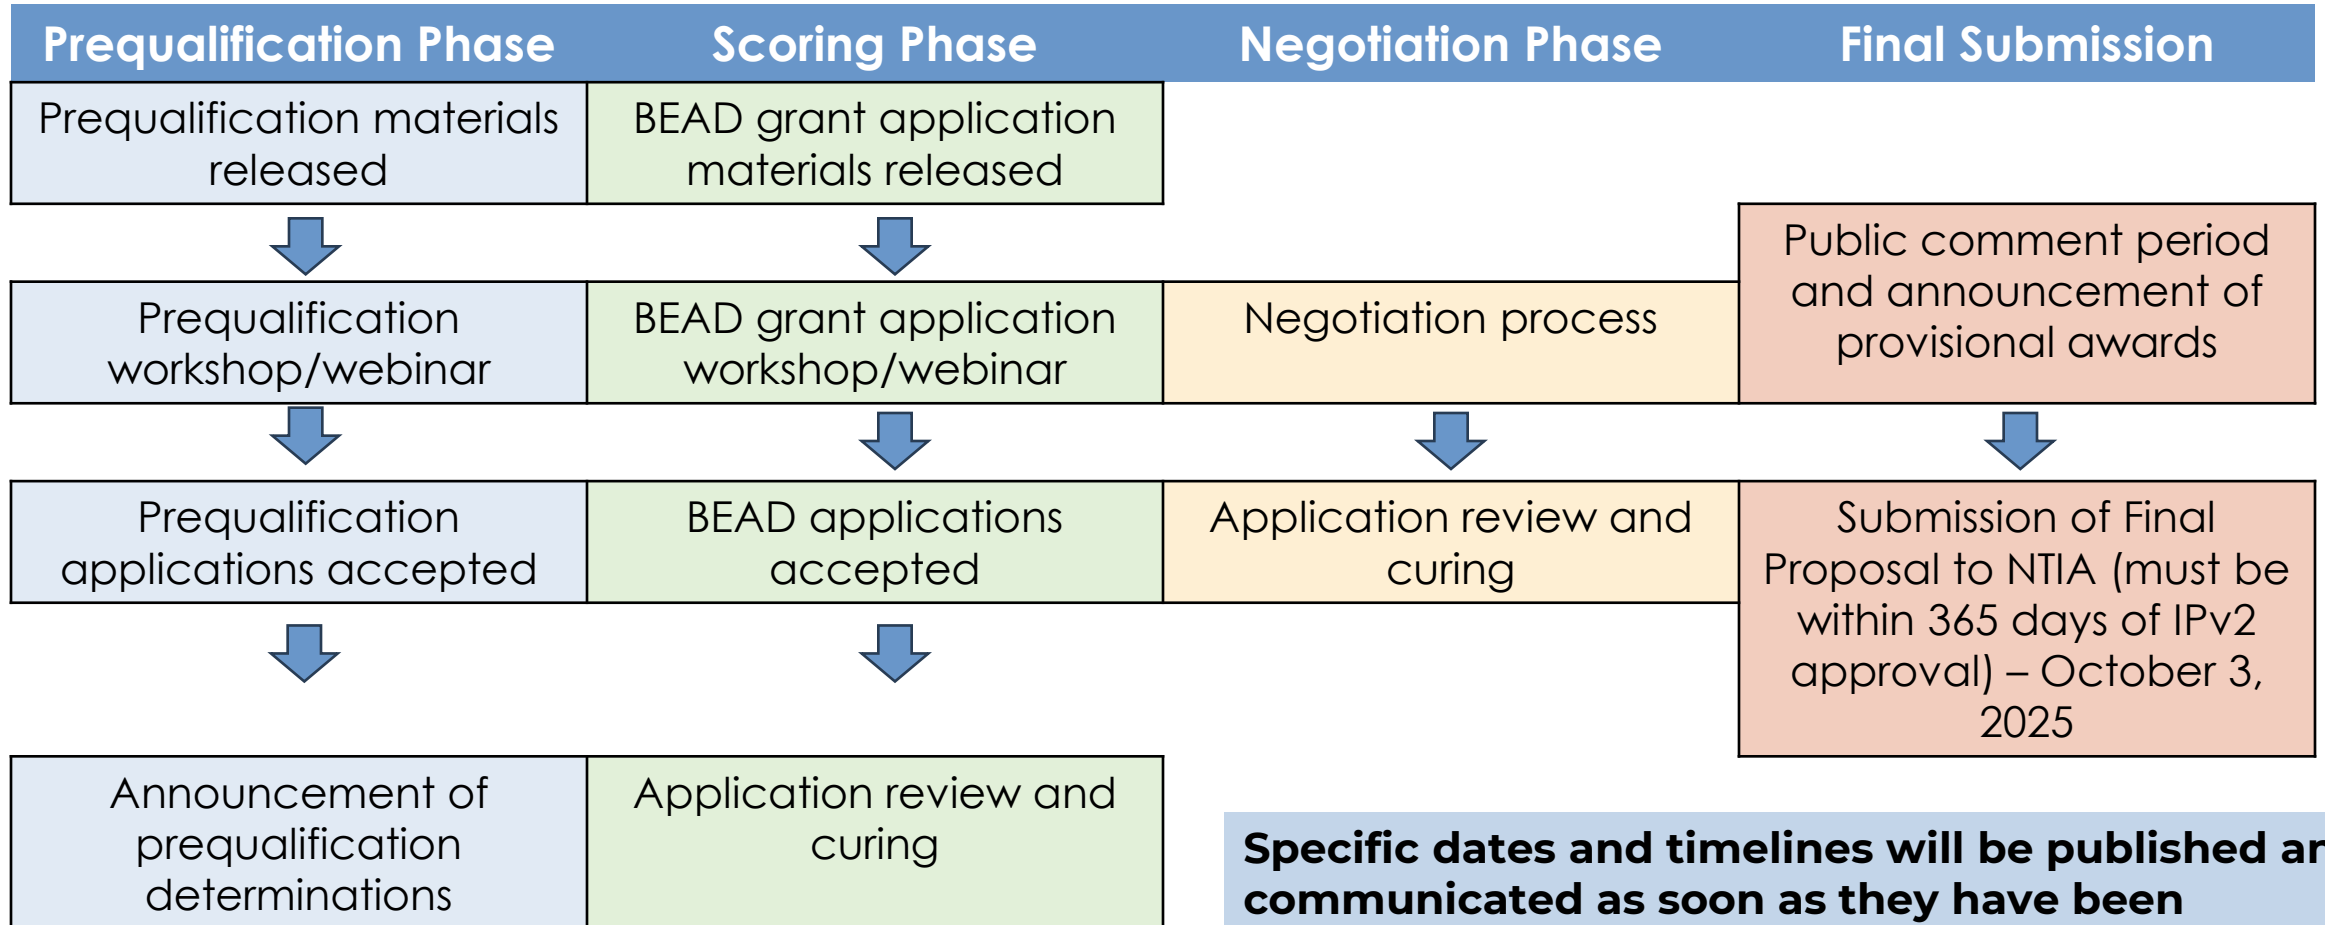 Prequalification Phase
Scoring Phase
Negotiation Phase
Final Submission
Prequalification materials
released
BEAD grant application
materials released
Public comment period
and announcement of
provisional awards
Prequalification
workshop/webinar
BEAD grant application
workshop/webinar
Negotiation process
Prequalification
applications accepted
BEAD applications
accepted
Application review and
curing
Submission of Final
Proposal to NTIA (must be
within 365 days of IPv2
approval) – October 3,
2025
Announcement of
prequalification
determinations
Application review and
curing
Specific dates and timelines will be published
communicated as soon as they have been